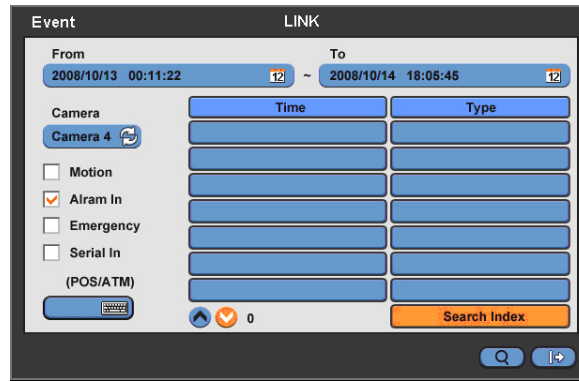 Event LINK
From To
2008/10/13 00:11:22 12 ~ 2008/10/14 18:05:45 12
Camera
Camera 4
Time Type
Motion
Alram In
Emergency
Serial In
(POS/ATM)
0 Search Index